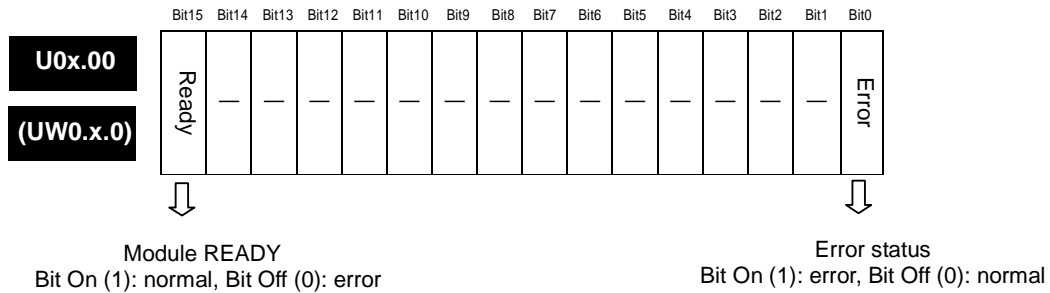 Bit15 Bit14 Bit13 Bit12 Bit11 Bit10 Bit9 Bit8 Bit7 Bit6 Bit5 Bit4 Bit3 Bit2 Bit1 Bit0
U0x.00
(UW0.x.0)
Ready — — — — — — — — — — — — — — Error
Module READY
Bit On (1): normal, Bit Off (0): error
Error status
Bit On (1): error, Bit Off (0): normal